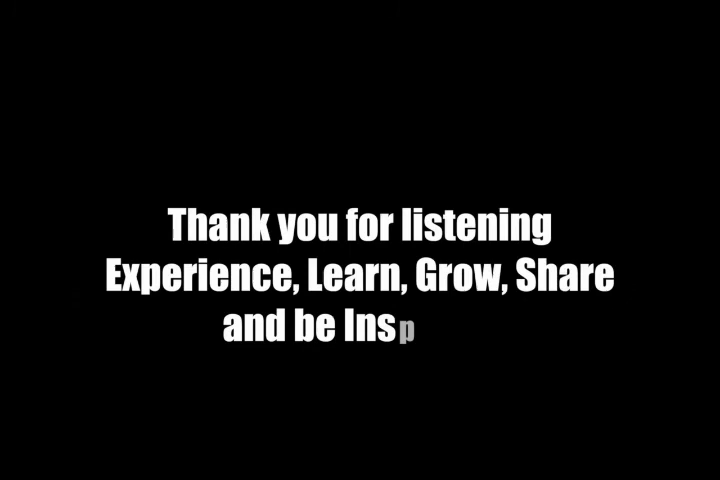 Thank you for listening
Experience, Learn, Grow, Share
and be Insp